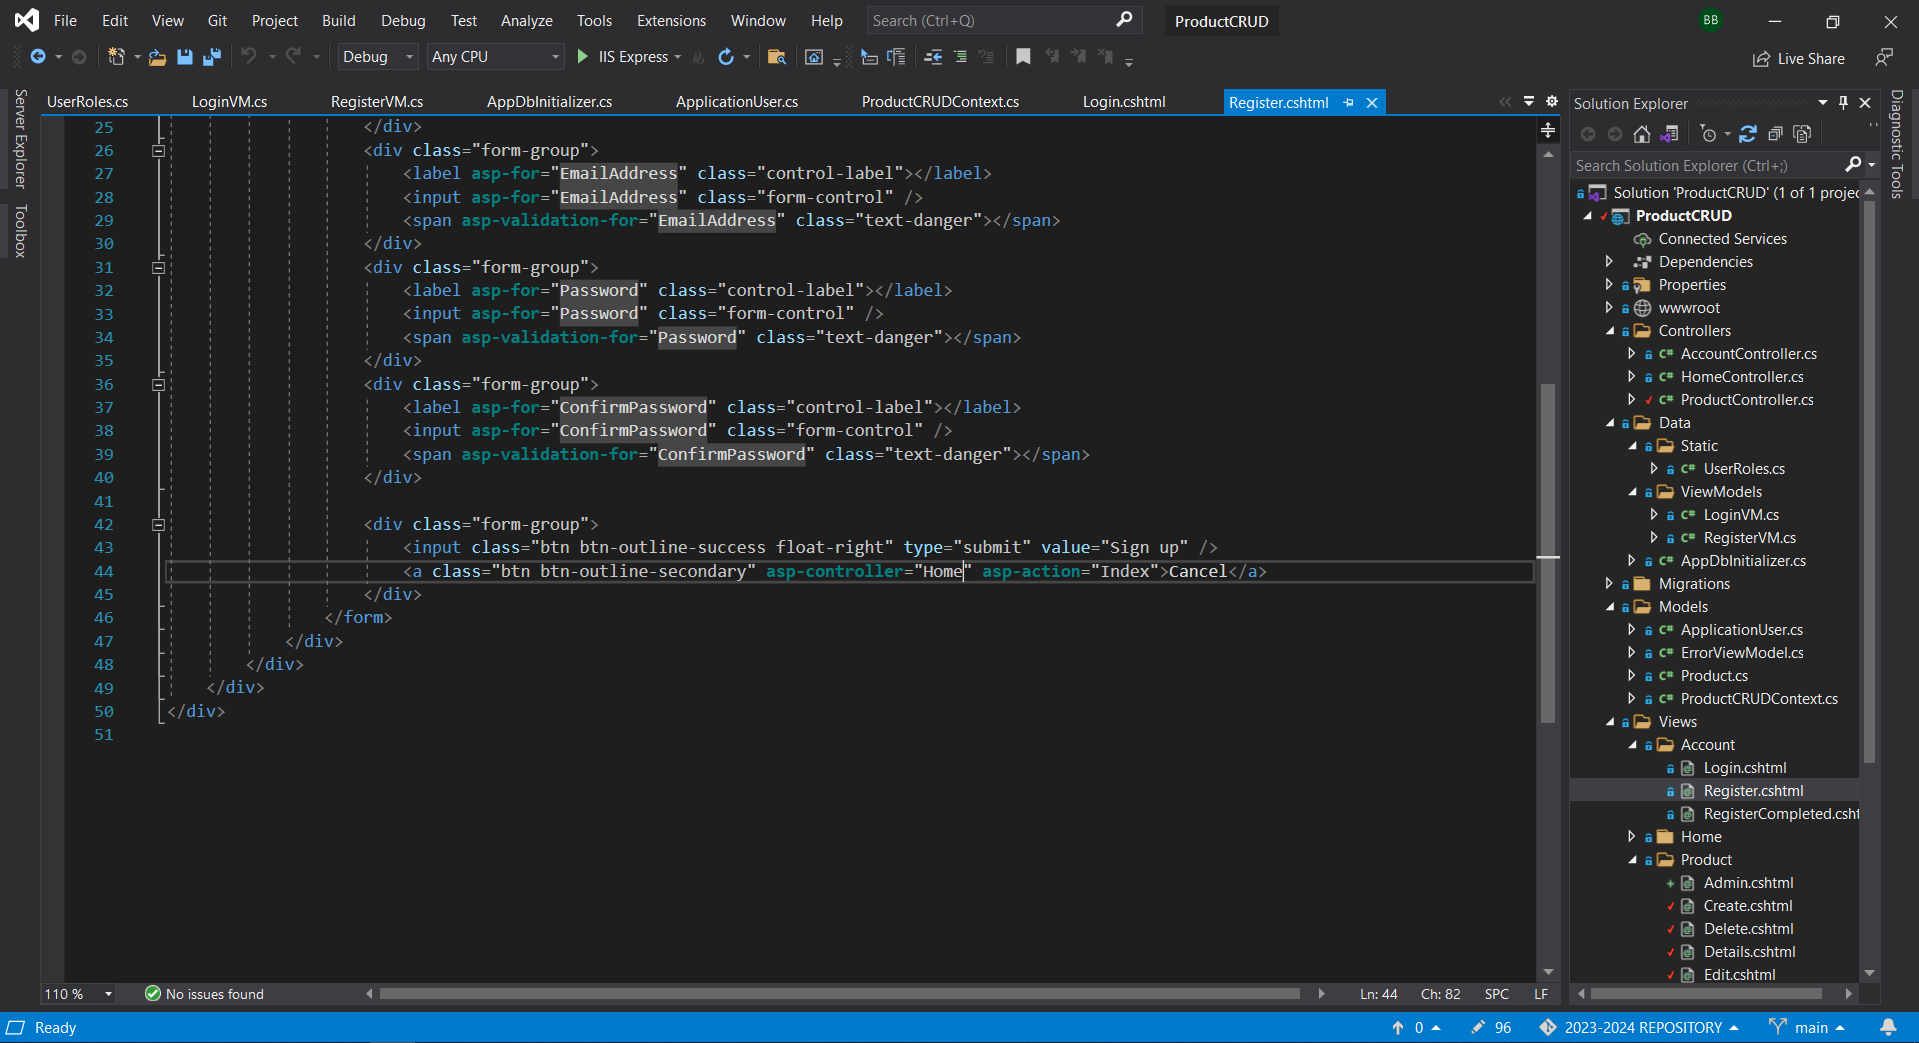 File Edit View Git Project Build Debug Test Analyze Tools Extensions Window Help Search (Ctrl+Q) ProductCRUD BB
Debug Any CPU IIS Express Live Share
UserRoles.cs LoginVM.cs RegisterVM.cs AppDbInitializer.cs ApplicationUser.cs ProductCRUDContext.cs Login.cshtml Register.cshtml
Server Explorer
Toolbox
25 </div>
26 <div class="form-group">
27 <label asp-for="EmailAddress" class="control-label"></label>
28 <input asp-for="EmailAddress" class="form-control" />
29 <span asp-validation-for="EmailAddress" class="text-danger"></span>
30 </div>
31 <div class="form-group">
32 <label asp-for="Password" class="control-label"></label>
33 <input asp-for="Password" class="form-control" />
34 <span asp-validation-for="Password" class="text-danger"></span>
35 </div>
36 <div class="form-group">
37 <label asp-for="ConfirmPassword" class="control-label"></label>
38 <input asp-for="ConfirmPassword" class="form-control" />
39 <span asp-validation-for="ConfirmPassword" class="text-danger"></span>
40 </div>
41
42 <div class="form-group">
43 <input class="btn btn-outline-success float-right" type="submit" value="Sign up" />
44 <a class="btn btn-outline-secondary" asp-controller="Home" asp-action="Index">Cancel</a>
45 </div>
46 </form>
47 </div>
48 </div>
49 </div>
50 </div>
51
110 % No issues found Ln: 44 Ch: 82 SPC LF
Solution Explorer
Search Solution Explorer (Ctrl+;)
Solution 'ProductCRUD' (1 of 1 projec
ProductCRUD
Connected Services
Dependencies
Properties
wwwroot
Controllers
C# AccountController.cs
C# HomeController.cs
C# ProductController.cs
Data
Static
C# UserRoles.cs
ViewModels
C# LoginVM.cs
C# RegisterVM.cs
C# AppDbInitializer.cs
Migrations
Models
C# ApplicationUser.cs
C# ErrorViewModel.cs
C# Product.cs
C# ProductCRUDContext.cs
Views
Account
Login.cshtml
Register.cshtml
RegisterCompleted.csht
Home
Product
Admin.cshtml
Create.cshtml
Delete.cshtml
Details.cshtml
Edit.cshtml
Diagnostic Tools
Ready 0 96 2023-2024 REPOSITORY main